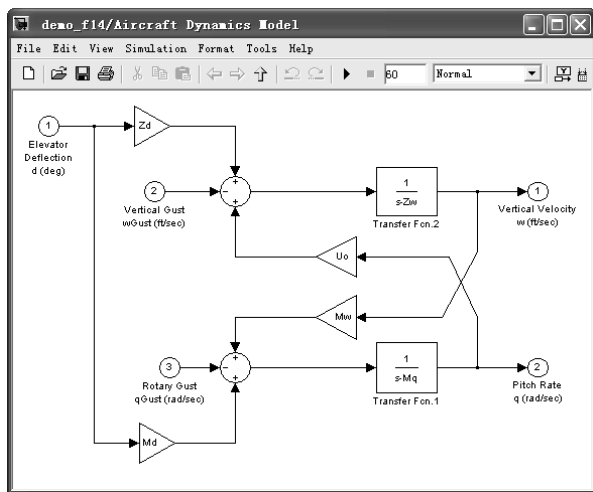 demo_f14/Aircraft Dynamics Model
File Edit View Simulation Format Tools Help
60 Normal
1
Elevator
Deflection
d (deg)
Zd
+
-
+
2
Vertical Gust
wGust (ft/sec)
1
s-Zw
Transfer Fcn.2
1
Vertical Velocity
w (ft/sec)
Uo
Mw
3
Rotary Gust
qGust (rad/sec)
+
-
+
1
s-Mq
Transfer Fcn.1
2
Pitch Rate
q (rad/sec)
Md